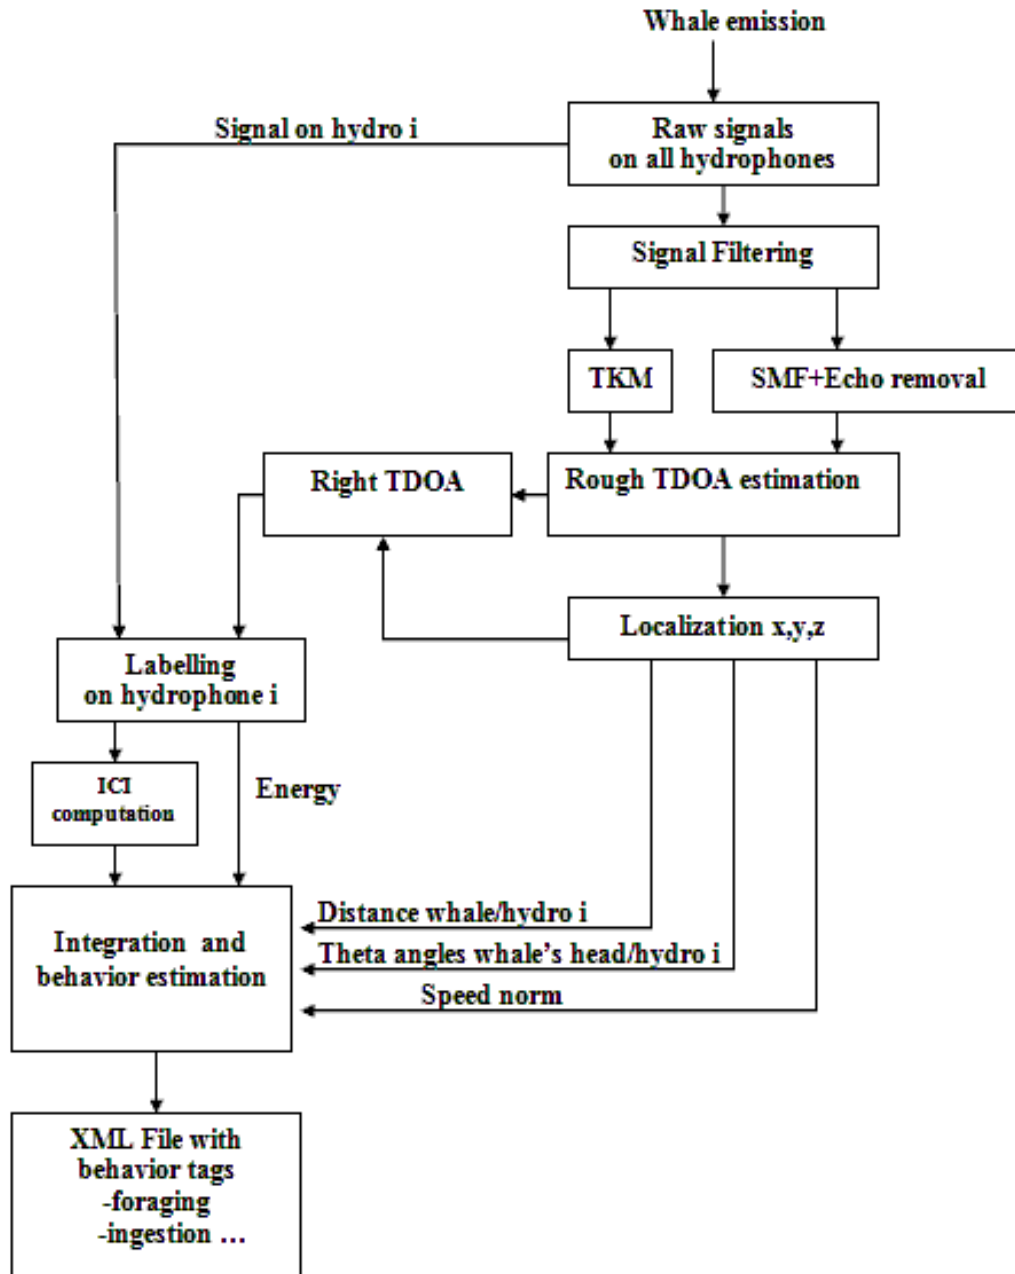 Whale emission
Signal on hydro i
Raw signals
on all hydrophones
Signal Filtering
TKM
SMF+Echo removal
Right TDOA
Rough TDOA estimation
Localization x,y,z
Labelling
on hydrophone i
ICI
computation
Energy
Distance whale/hydro i
Integration and
behavior estimation
Theta angles whale's head/hydro i
Speed norm
XML File with
behavior tags
-foraging
-ingestion ...